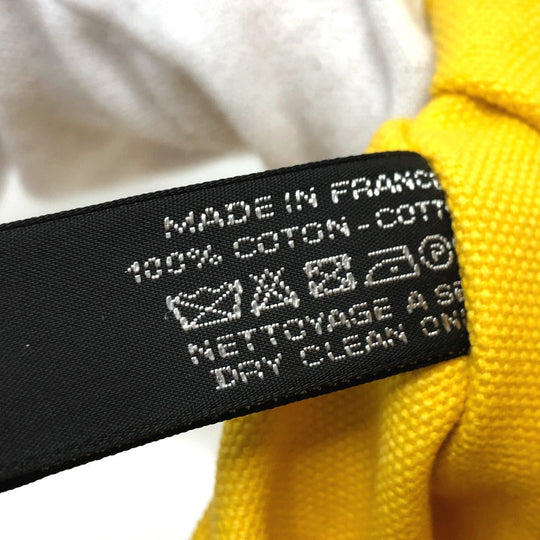 MADE IN FRANCE
100% COTON - COTT
P
NETTOYAGE A SE
DRY CLEAN ON